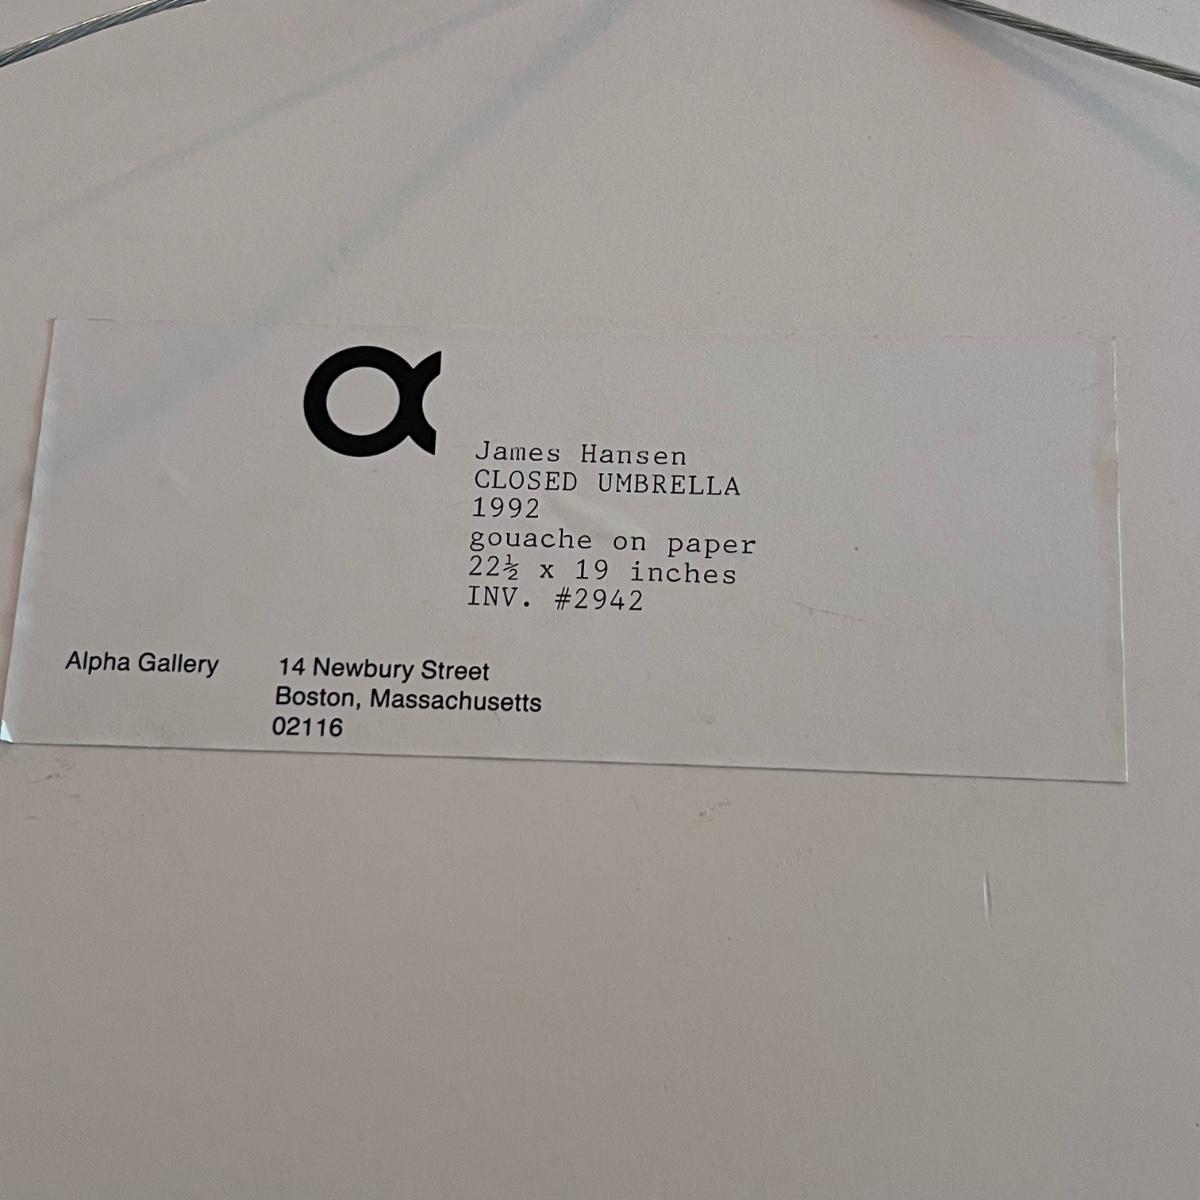 James Hansen
CLOSED UMBRELLA
1992
gouache on paper
22½ x 19 inches
INV. #2942
Alpha Gallery
14 Newbury Street
Boston, Massachusetts
02116